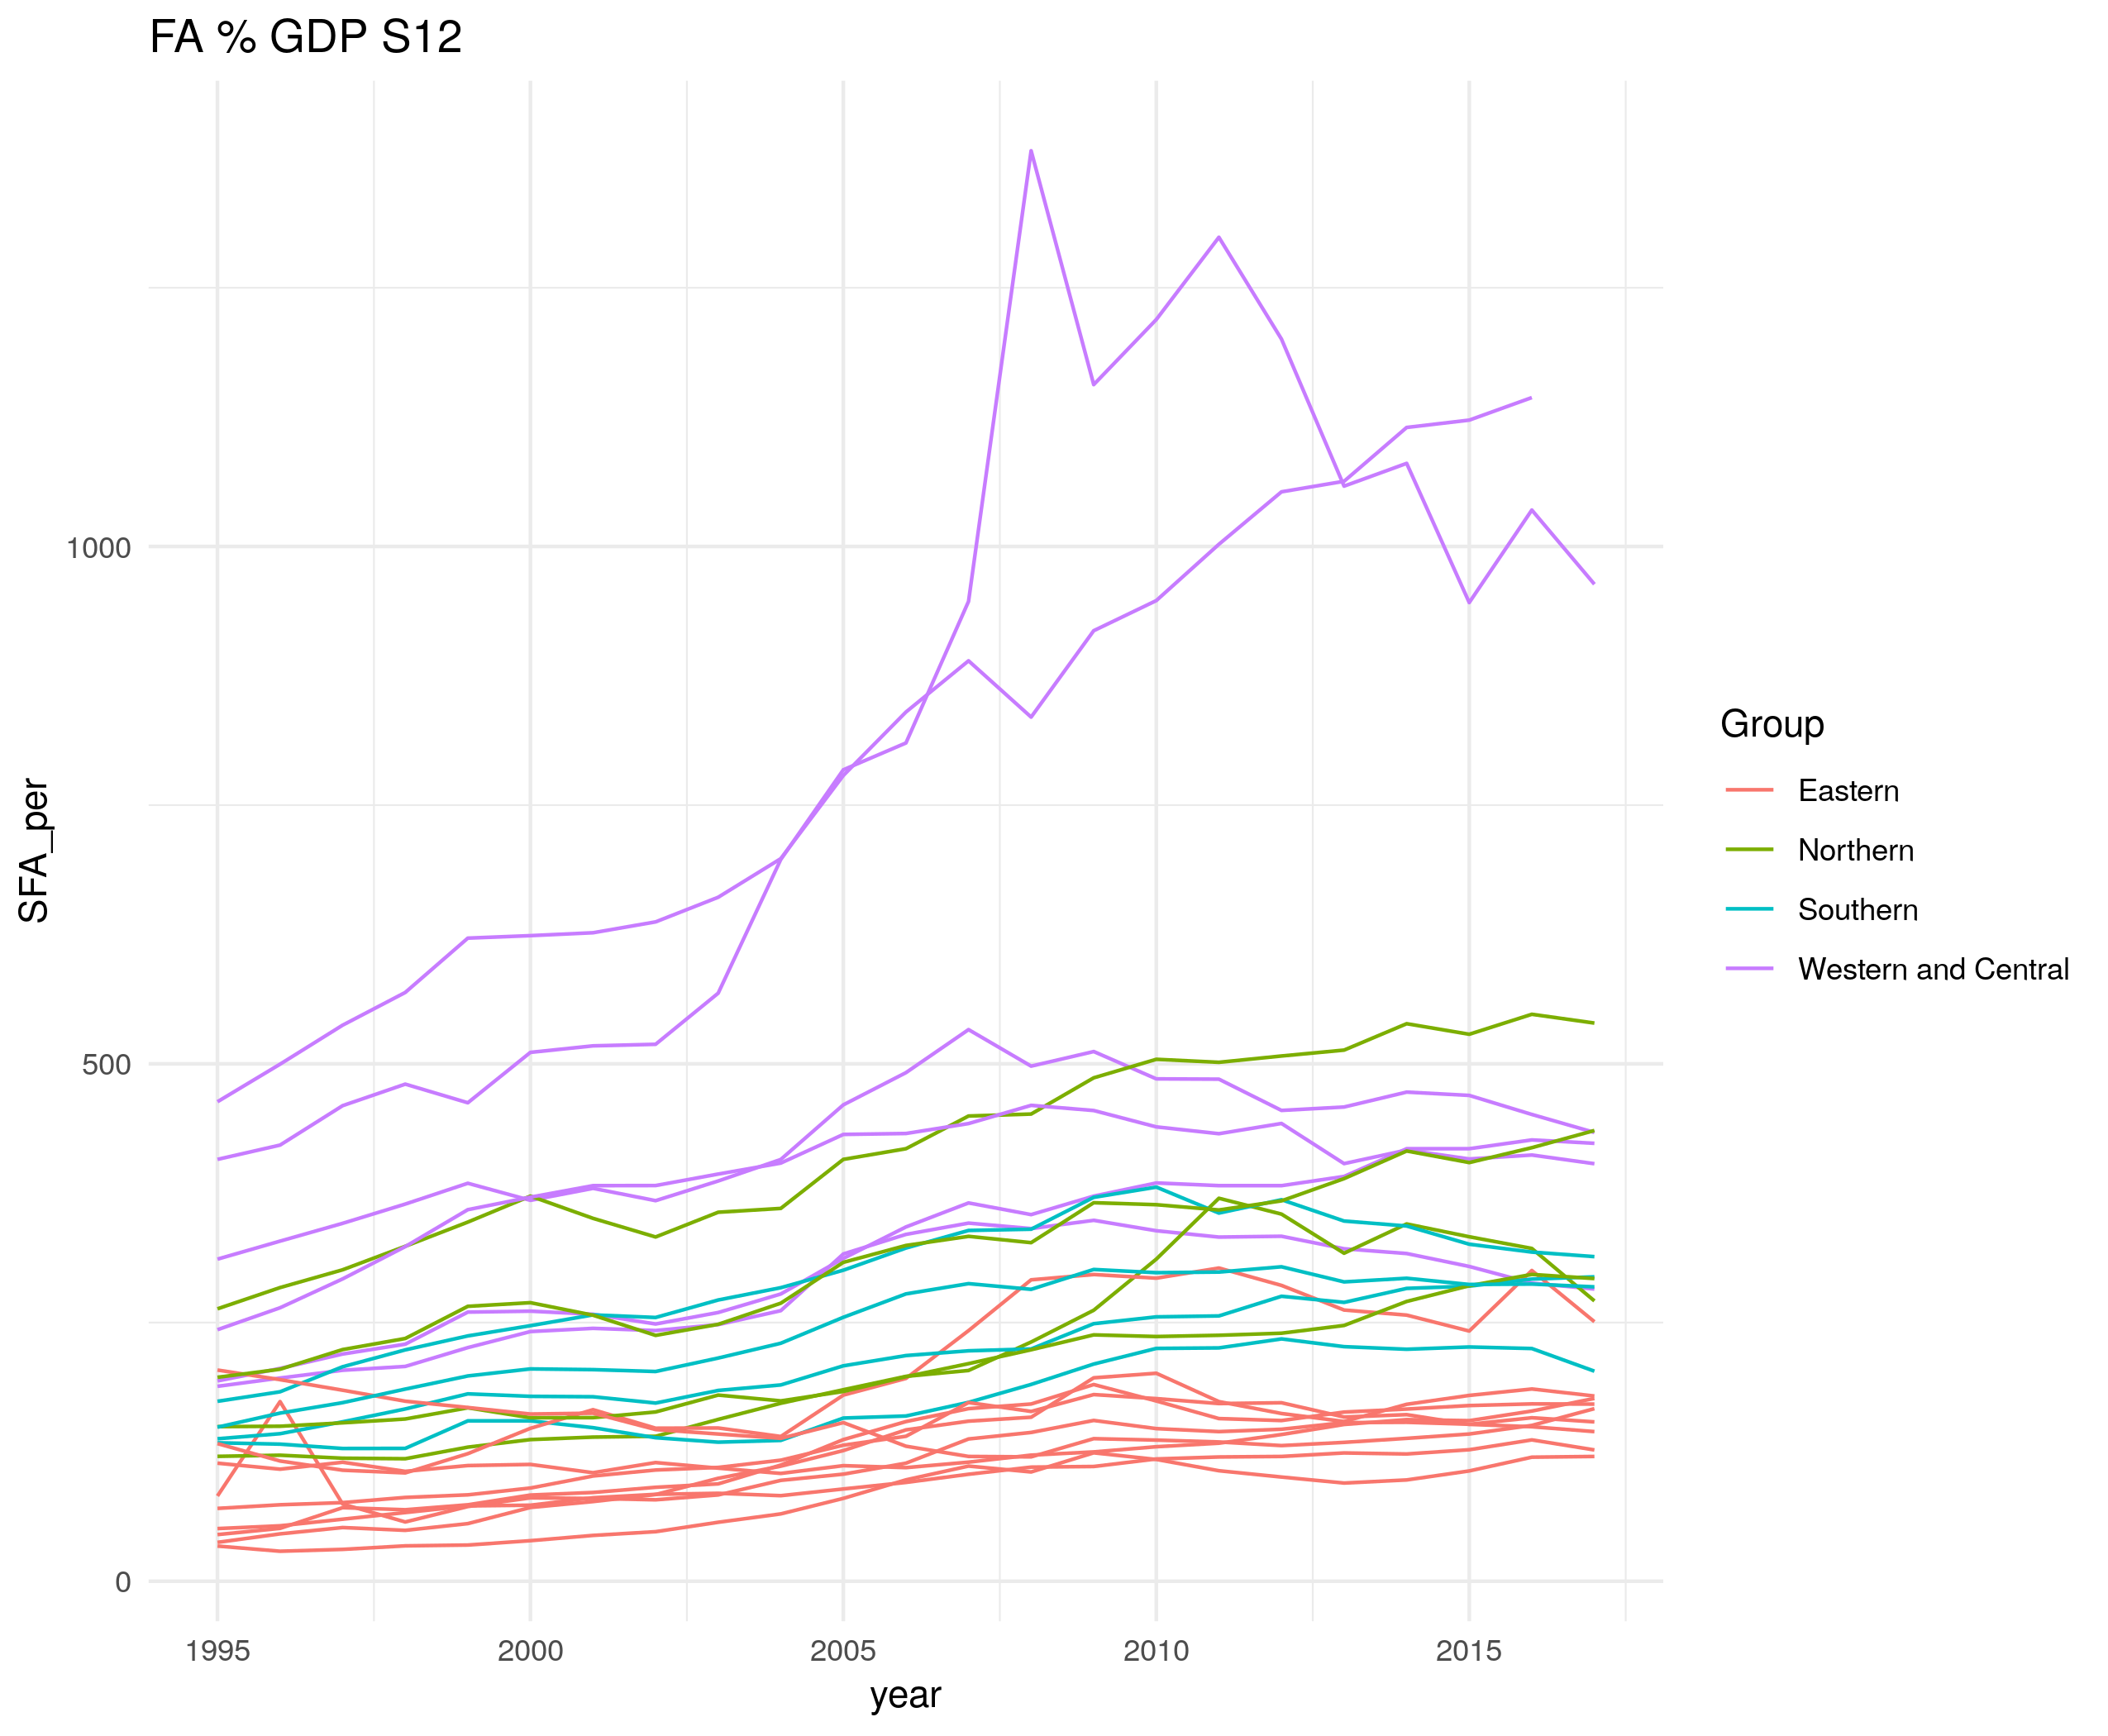 FA % GDP S12
SFA_per
1000
500
0
1995 2000 2005 2010 2015
year
Group
Eastern
Northern
Southern
Western and Central